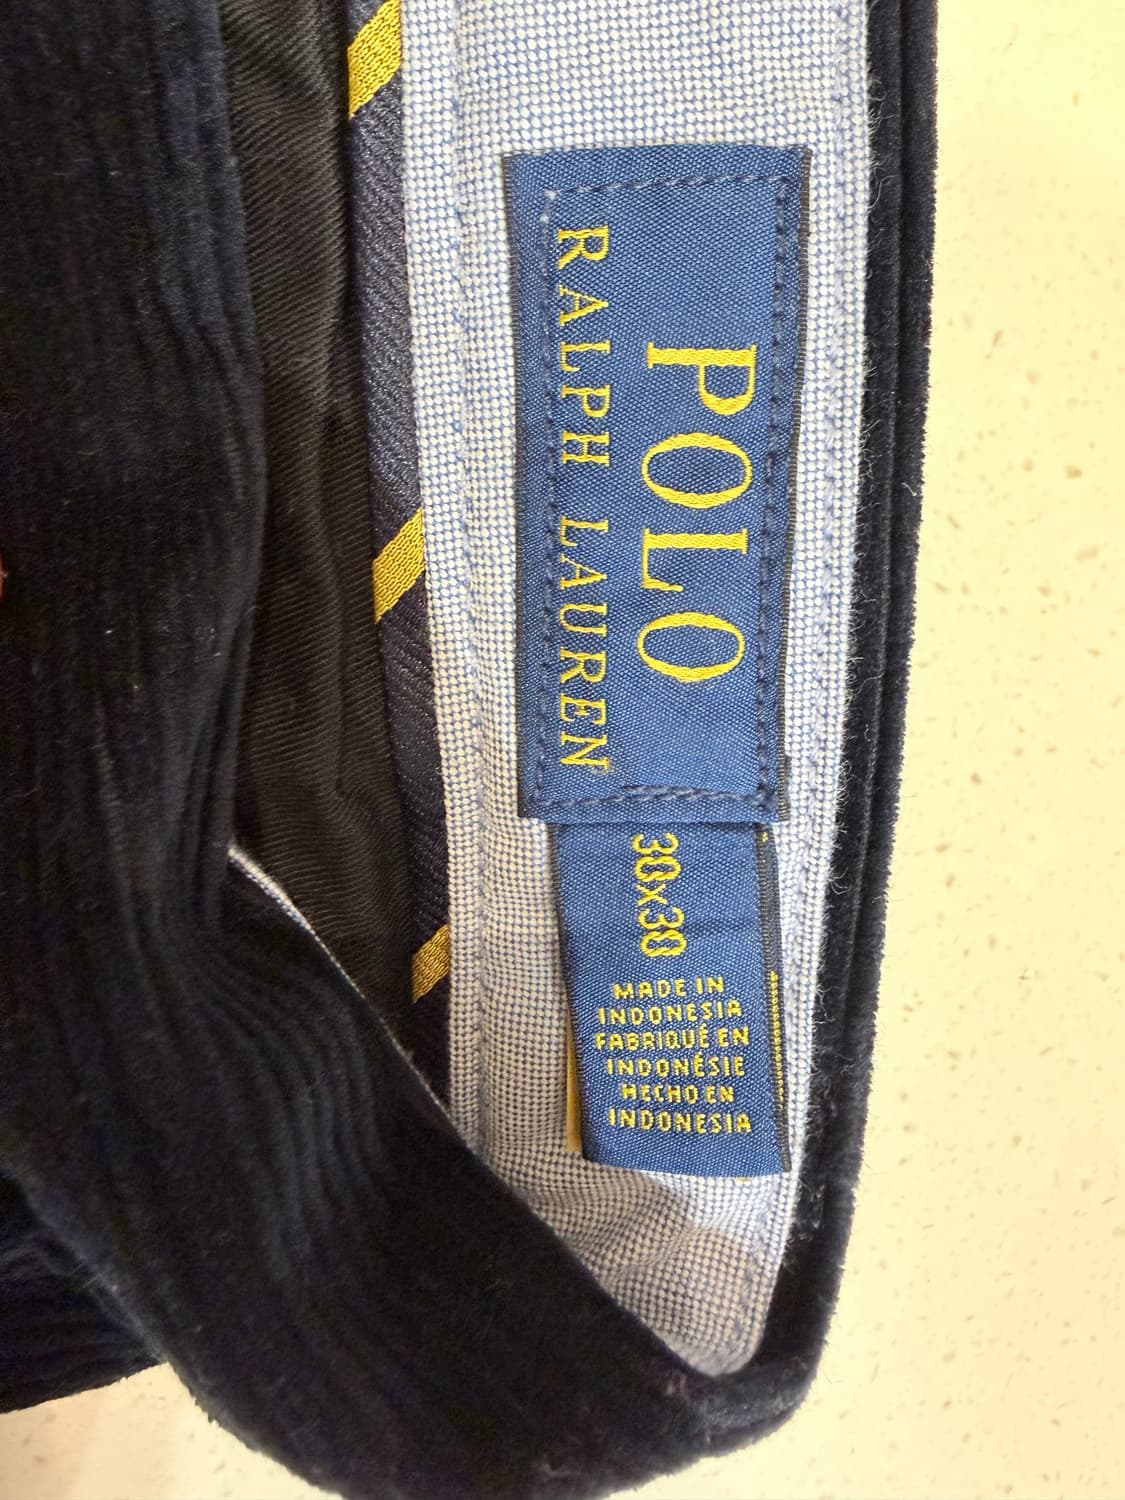 POLO
RALPH LAUREN
30x30
MADE IN
INDONESIA
FABRIQUÉ EN
INDONÉSIE
HECHO EN
INDONESIA